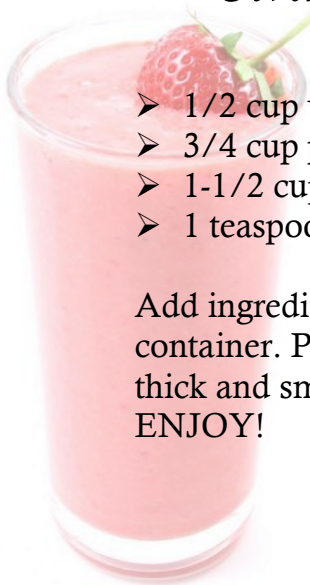 ➢ 1/2 cup
➢ 3/4 cup
➢ 1-1/2 cu
➢ 1 teaspoo
Add ingredi
container. P
thick and sm
ENJOY!